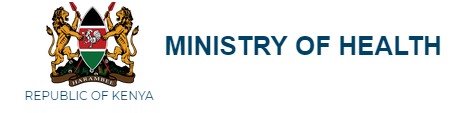 MINISTRY OF HEALTH
HARAMBEE
REPUBLIC OF KENYA